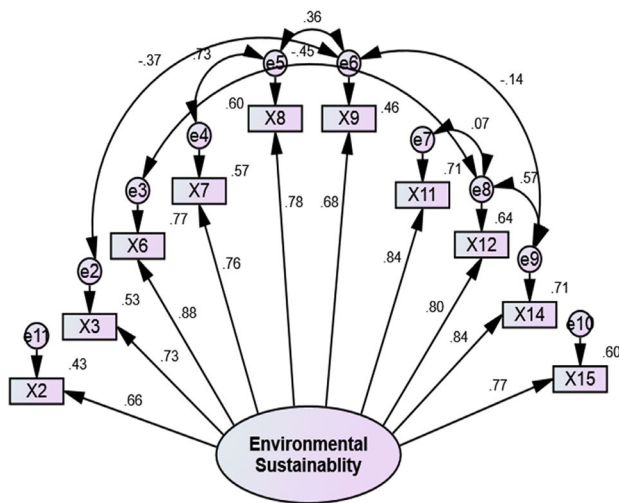 .36
-.37
.73
-.45
e5
e6
-.14
.60
X8
X9
.46
e4
e7
.07
.57
X7
.71
X11
e8
.57
e3
.77
X6
.78
.68
.64
X12
e9
e2
.76
.84
.53
X3
.88
.80
.71
X14
e11
.73
.84
e10
.43
X2
.66
.77
.60
X15
Environmental
Sustainablity